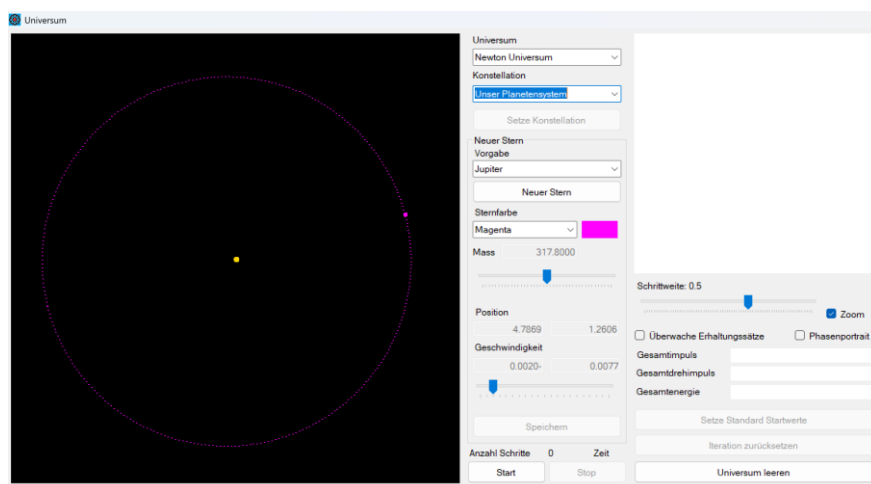 Universum
Universum
Newton Universum
Konstellation
Unser Planetensystem
Setze Konstellation
Neuer Stern
Vorgabe
Jupiter
Neuer Stern
Sternfarbe
Magenta
Mass 317.8000
Position
4.7869 1.2606
Geschwindigkeit
0.0020- 0.0077
Speichern
Anzahl Schritte 0 Zeit
Start Stop
Schrittweite: 0.5
Zoom
Überwache Erhaltungssätze Phasenportrait
Gesamtimpuls
Gesamtdrehimpuls
Gesamtenergie
Setze Standard Startwerte
Iteration zurücksetzen
Universum leeren